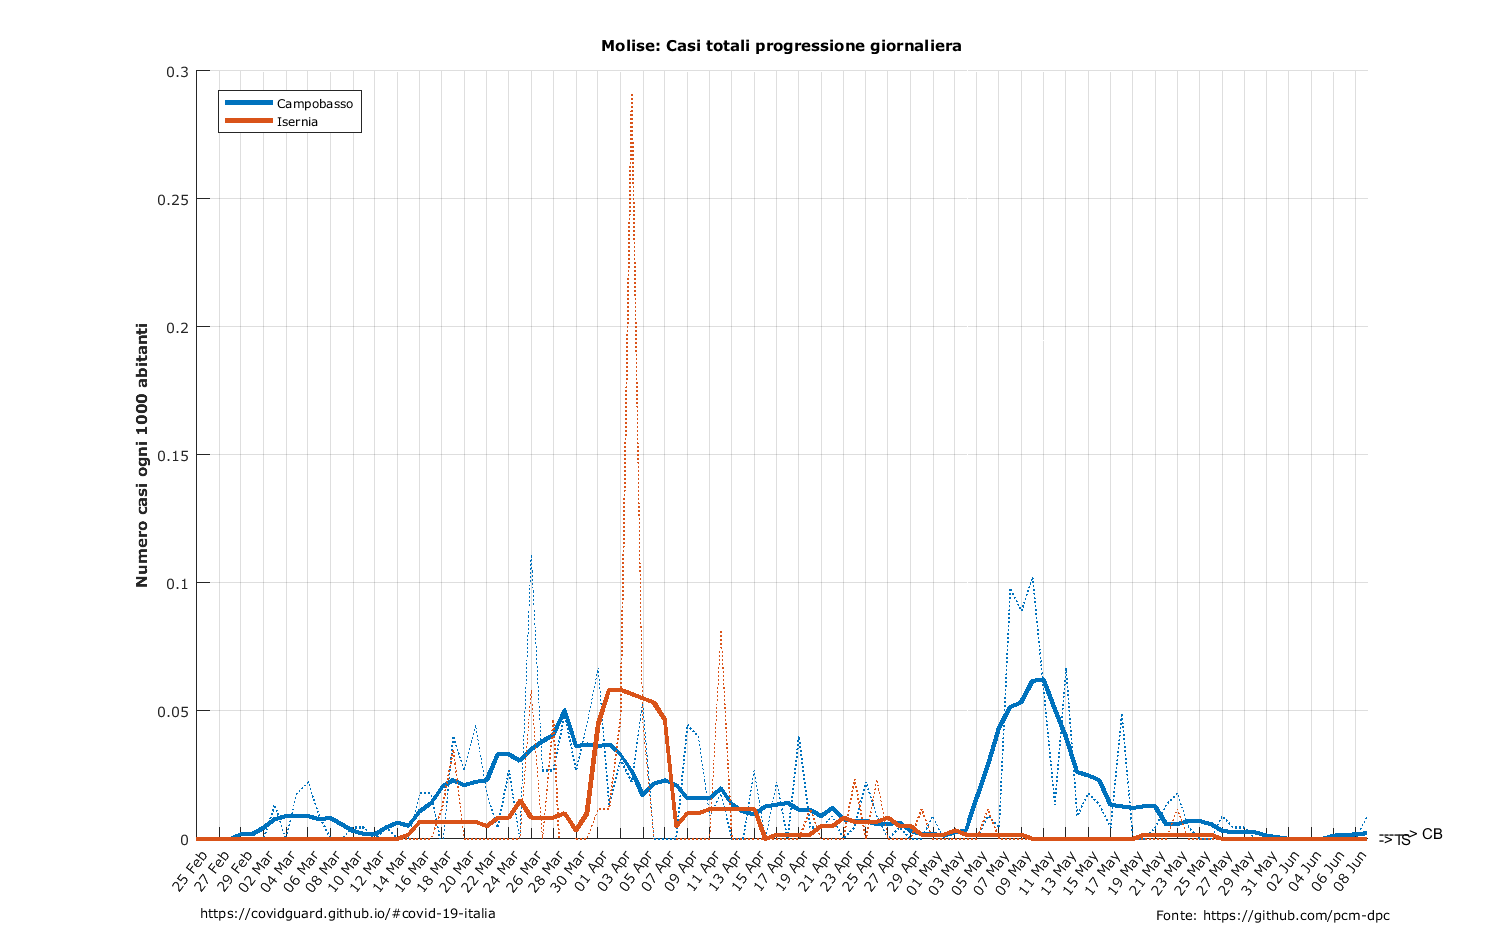 Molise: Casi totali progressione giornaliera
Campobasso
Isernia
Numero casi ogni 1000 abitanti
0.3
0.25
0.2
0.15
0.1
0.05
0
25 Feb
27 Feb
29 Feb
02 Mar
04 Mar
06 Mar
08 Mar
10 Mar
12 Mar
14 Mar
16 Mar
18 Mar
20 Mar
22 Mar
24 Mar
26 Mar
28 Mar
30 Mar
01 Apr
03 Apr
05 Apr
07 Apr
09 Apr
11 Apr
13 Apr
15 Apr
17 Apr
19 Apr
21 Apr
23 Apr
25 Apr
27 Apr
29 Apr
01 May
03 May
05 May
07 May
09 May
11 May
13 May
15 May
17 May
19 May
21 May
23 May
25 May
27 May
29 May
31 May
02 Jun
04 Jun
06 Jun
08 Jun
-----> CB
-> IS
https://covidguard.github.io/#covid-19-italia
Fonte: https://github.com/pcm-dpc